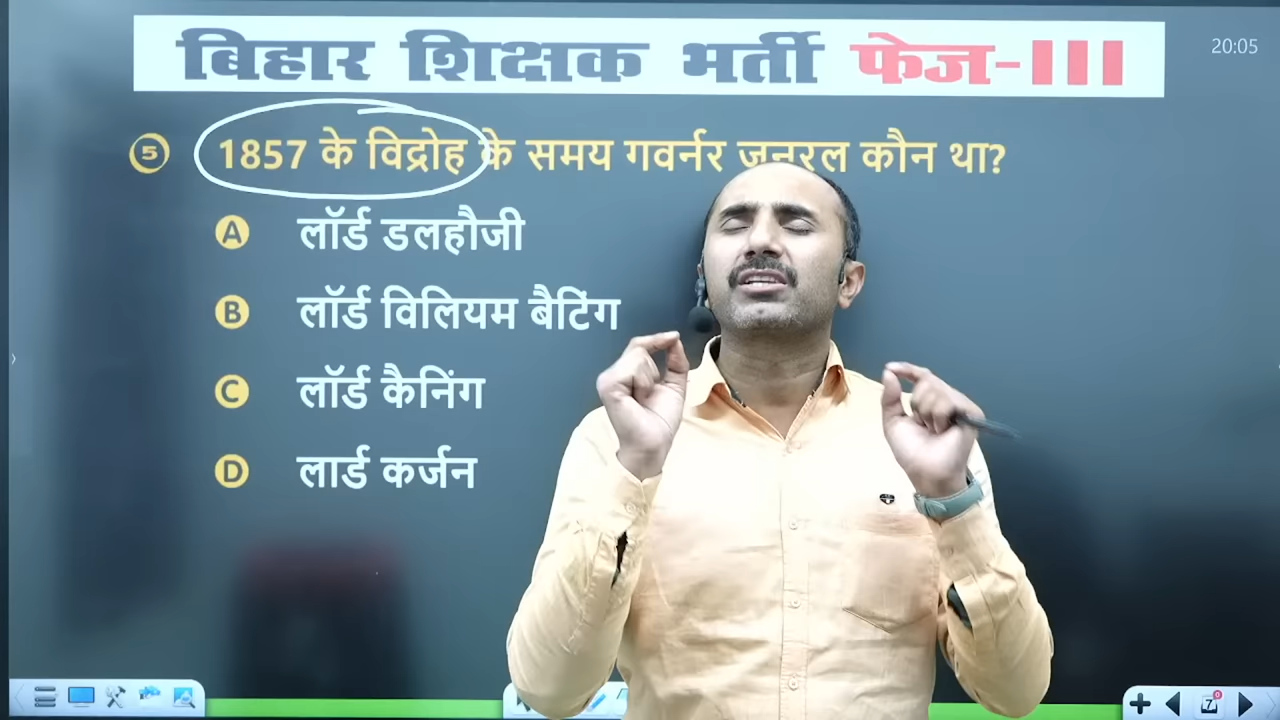 बिहार शिक्षक भर्ती फेज-III
20:05
5 1857 के विद्रोह के समय गवर्नर जनरल कौन था?
A लॉर्ड डलहौजी
B लॉर्ड विलियम बैटिंग
C लॉर्ड कैनिंग
D लार्ड कर्जन